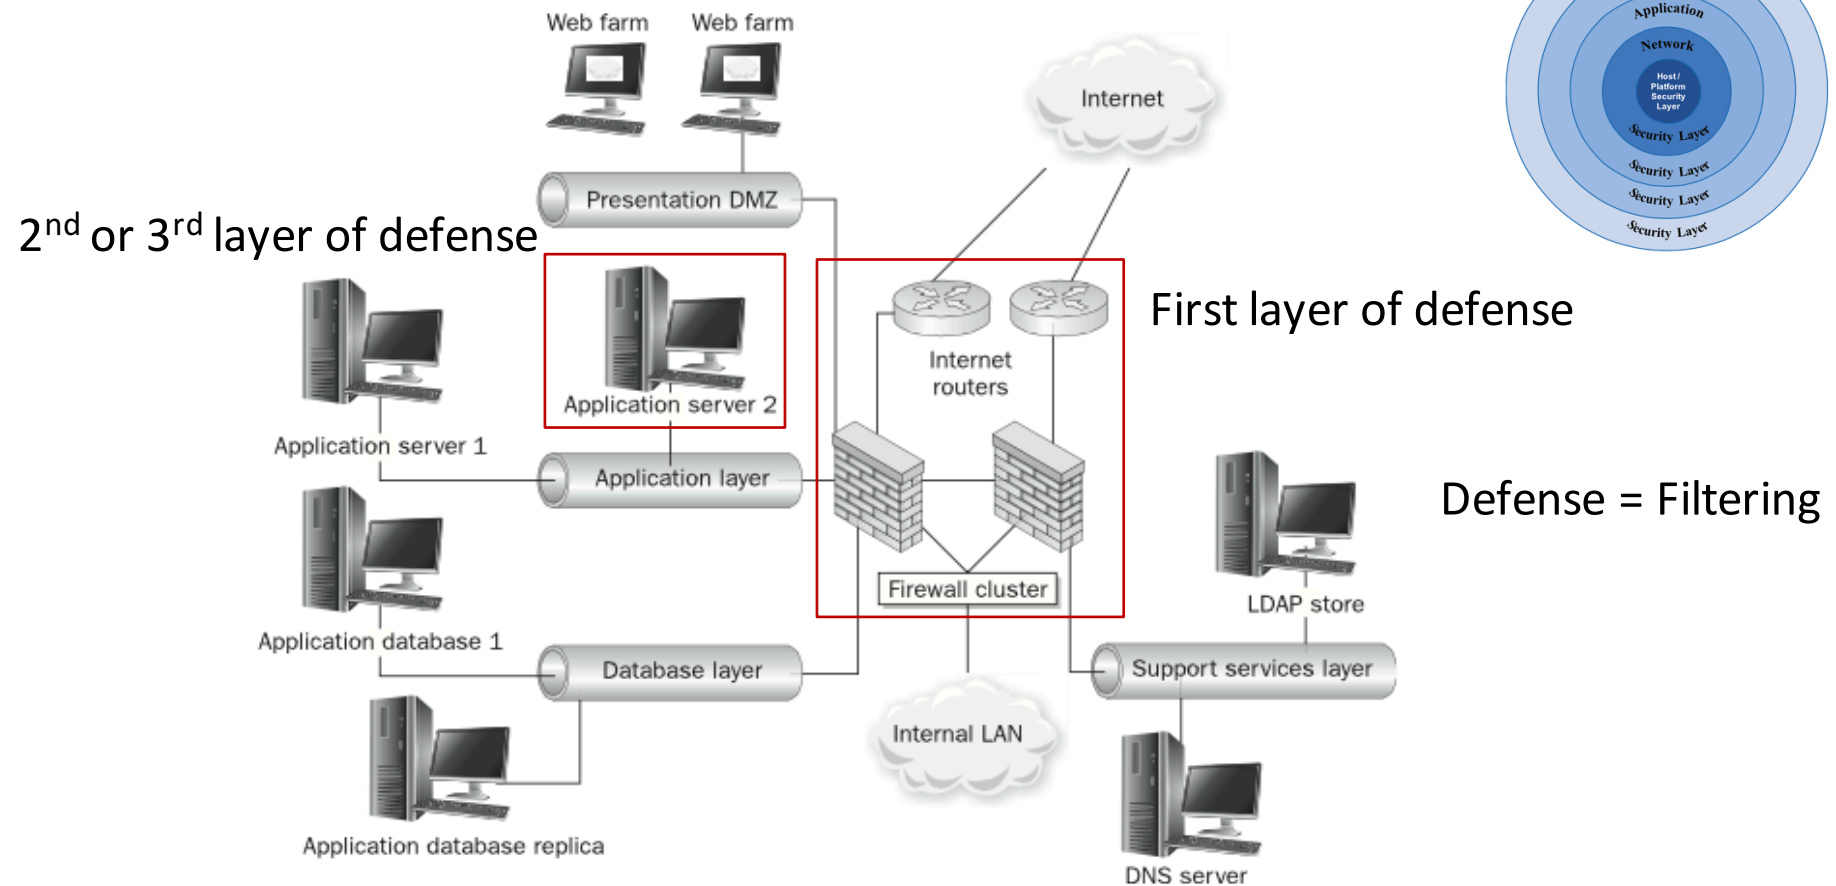 Web farm
Web farm
Internet
Presentation DMZ
2nd or 3rd layer of defense
First layer of defense
Internet
routers
Application server 2
Application server 1
Application layer
Defense = Filtering
Firewall cluster
LDAP store
Application database 1
Database layer
Support services layer
Internal LAN
Application database replica
DNS server
Application
Network
Host /
Platform
Security
Layer
Security Layer
Security Layer
Security Layer
Security Layer